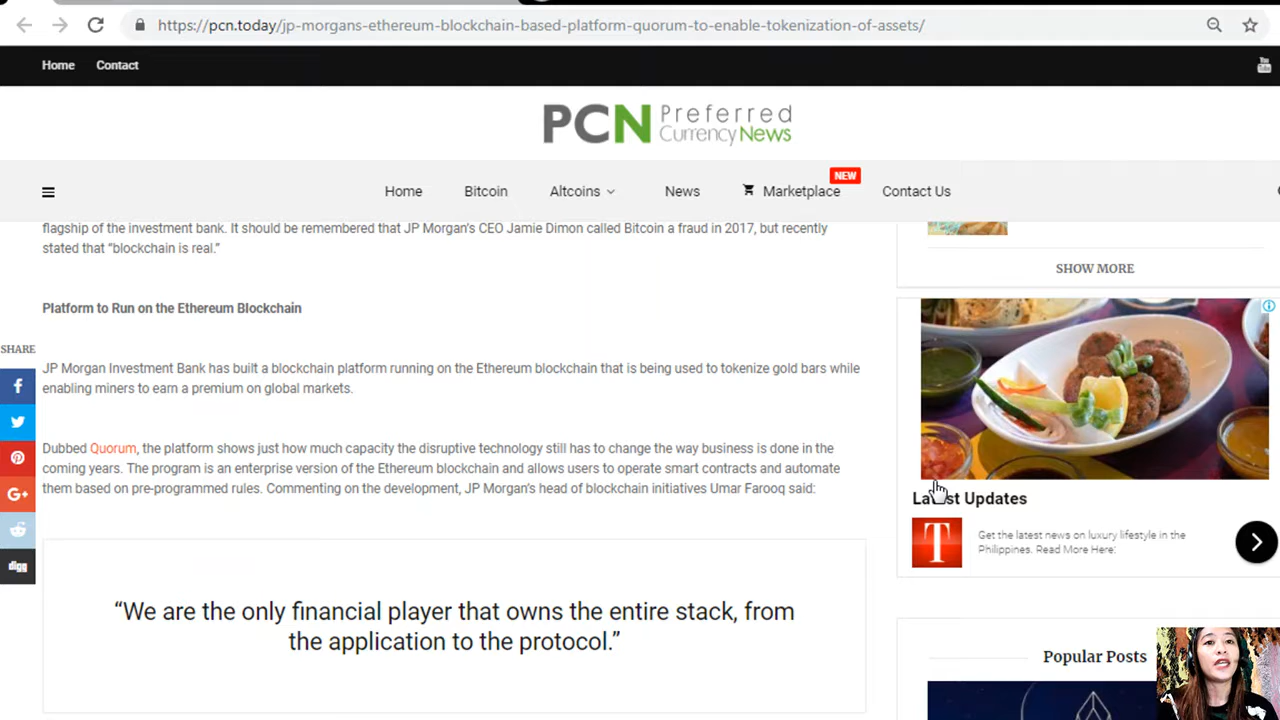 https://pcn.today/jp-morgans-ethereum-blockchain-based-platform-quorum-to-enable-tokenization-of-assets/
Home Contact
You Tube
PCN Preferred
Currency News
Home Bitcoin Altcoins News Marketplace NEW Contact Us
flagship of the investment bank. It should be remembered that JP Morgan's CEO Jamie Dimon called Bitcoin a fraud in 2017, but recently
stated that “blockchain is real.”
Platform to Run on the Ethereum Blockchain
SHARE
JP Morgan Investment Bank has built a blockchain platform running on the Ethereum blockchain that is being used to tokenize gold bars while
enabling miners to earn a premium on global markets.
Dubbed Quorum, the platform shows just how much capacity the disruptive technology still has to change the way business is done in the
coming years. The program is an enterprise version of the Ethereum blockchain and allows users to operate smart contracts and automate
them based on pre-programmed rules. Commenting on the development, JP Morgan's head of blockchain initiatives Umar Farooq said:
digg
“We are the only financial player that owns the entire stack, from
the application to the protocol.”
SHOW MORE
Latest Updates
T
Get the latest news on luxury lifestyle in the
Philippines. Read More Here:
Popular Posts